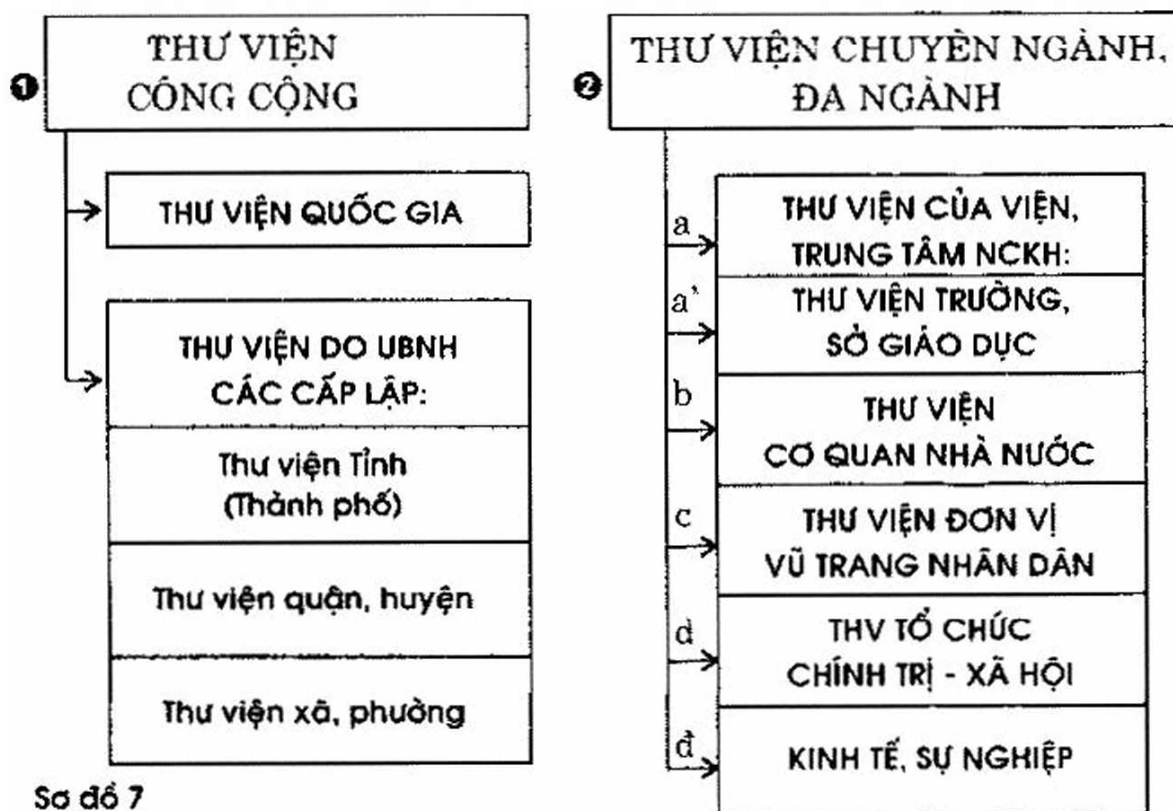 ❶ THƯ VIỆN
CÔNG CỘNG
THƯ VIỆN QUỐC GIA
THƯ VIỆN DO UBNH
CÁC CẤP LẬP:
Thư viện Tỉnh
(Thành phố)
Thư viện quận, huyện
Thư viện xã, phường
Sơ đồ 7
❷ THƯ VIỆN CHUYÊN NGÀNH,
ĐA NGÀNH
a
THƯ VIỆN CỦA VIỆN,
TRUNG TÂM NCKH:
a'
THƯ VIỆN TRƯỜNG,
SỞ GIÁO DỤC
b
THƯ VIỆN
CƠ QUAN NHÀ NƯỚC
c
THƯ VIỆN ĐƠN VỊ
VŨ TRANG NHÂN DÂN
d
THV TỔ CHỨC
CHÍNH TRỊ - XÃ HỘI
đ
KINH TẾ, SỰ NGHIỆP